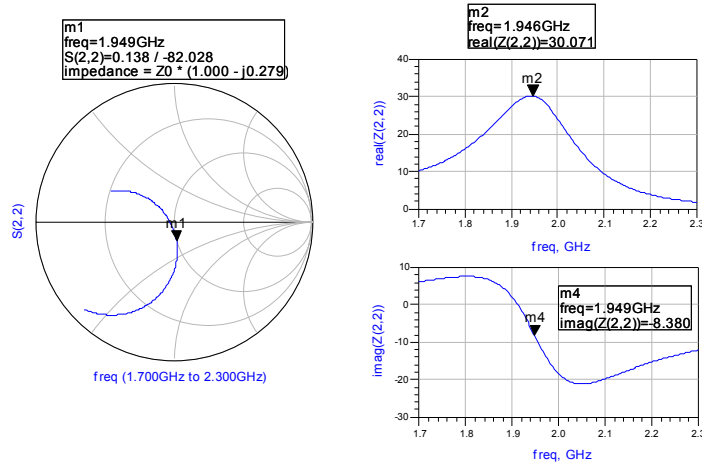 m1
freq=1.949GHz
S(2,2)=0.138 / -82.028
impedance = Z0 * (1.000 - j0.279)
m1
S(2,2)
freq (1.700GHz to 2.300GHz)
m2
freq=1.946GHz
real(Z(2,2))=30.071
m2
real(Z(2,2))
40
30
20
10
0
1.7 1.8 1.9 2.0 2.1 2.2 2.3
freq, GHz
m4
freq=1.949GHz
imag(Z(2,2))=-8.380
m4
imag(Z(2,2))
10
0
-10
-20
-30
1.7 1.8 1.9 2.0 2.1 2.2 2.3
freq, GHz